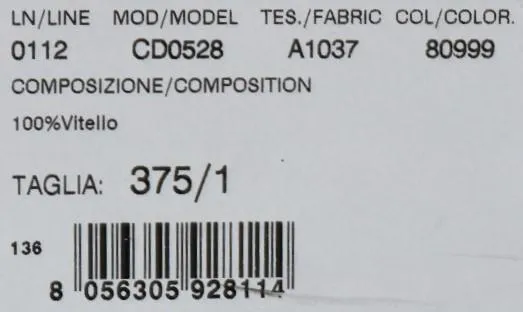 LN/LINE MOD/MODEL TES./FABRIC COL/COLOR.
0112 CD0528 A1037 80999
COMPOSIZIONE/COMPOSITION
100%Vitello
TAGLIA: 375/1
136
8 056305 928114